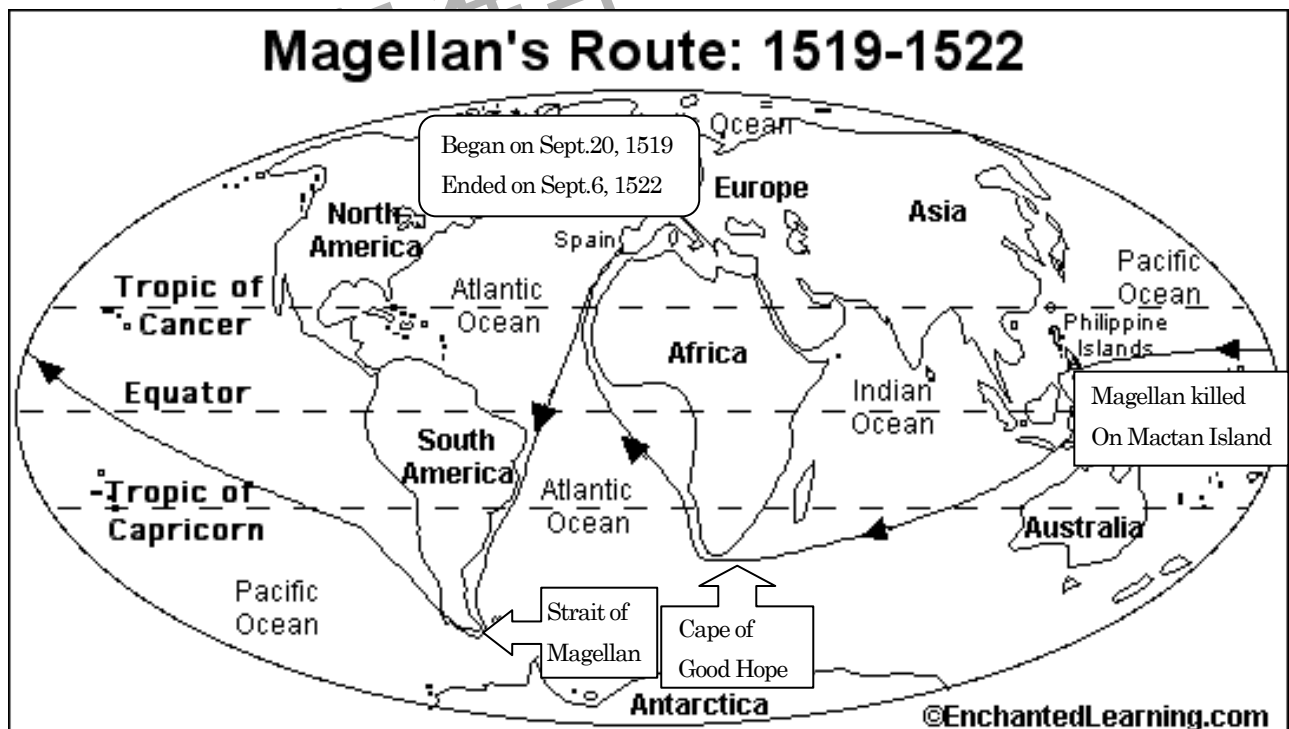 Magellan's Route: 1519-1522
Ocean
Began on Sept.20, 1519
Ended on Sept.6, 1522
Europe
Asia
North
America
Spain
Pacific
Ocean
Tropic of
Cancer
Atlantic
Ocean
Philippine
Islands
Africa
Equator
Indian
Ocean
Magellan killed
On Mactan Island
South
America
Tropic of
Capricorn
Atlantic
Ocean
Australia
Pacific
Ocean
Strait of
Magellan
Cape of
Good Hope
Antarctica
©EnchantedLearning.com